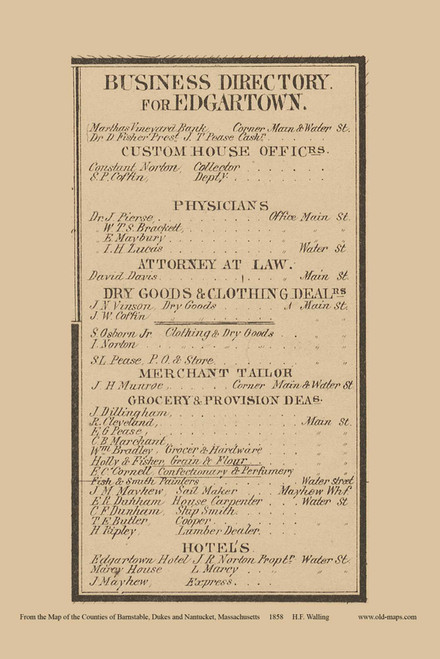 BUSINESS DIRECTORY.
FOR EDGARTOWN.
Marthas Vineyard Bank Corner Main & Water St.
Dr D Fisher Prest. J. T Pease Cashr.
CUSTOM HOUSE OFFICRS.
Constant Norton Collector
S. P. Coffin Depty.
PHYSICIANS
Dr J Pierse Office Main St.
W T S Brackett
E Maybury
I. H Lucas Water St
ATTORNEY AT LAW.
David Davis Main St.
DRY GOODS & CLOTHING DEALRS
J N Vinson Dry Goods Main St.
J. W. Coffin
S Osborn Jr Clothing & Dry Goods
I. Norton
S L Pease P. O. & Store
MERCHANT TAILOR
J H Munroe Corner Main & Water St
GROCERY & PROVISION DEAS.
J Dillingham,
R. Cleveland, Main St.
E G Pease,
C B Marchant
Wm Bradley Grocer & Hardware
Holly & Fisher Grain & Flour
E C Cornell Confectionary & Perfumery
Fish & Smith Painters Water Street
J M Mayhew Sail Maker Mayhew Whf
E R Dunham House Carpenter Water St
C. F Dunham Ship Smith
T. E Butler Cooper
H Ripley Lumber Dealer
HOTELS
Edgartown Hotel J R Norton Proptr. Water St.
Marcy House L Marcy
J Mayhew, Express
From the Map of the Counties of Barnstable, Dukes and Nantucket, Massachusetts 1858 H.F. Walling www.old-maps.com